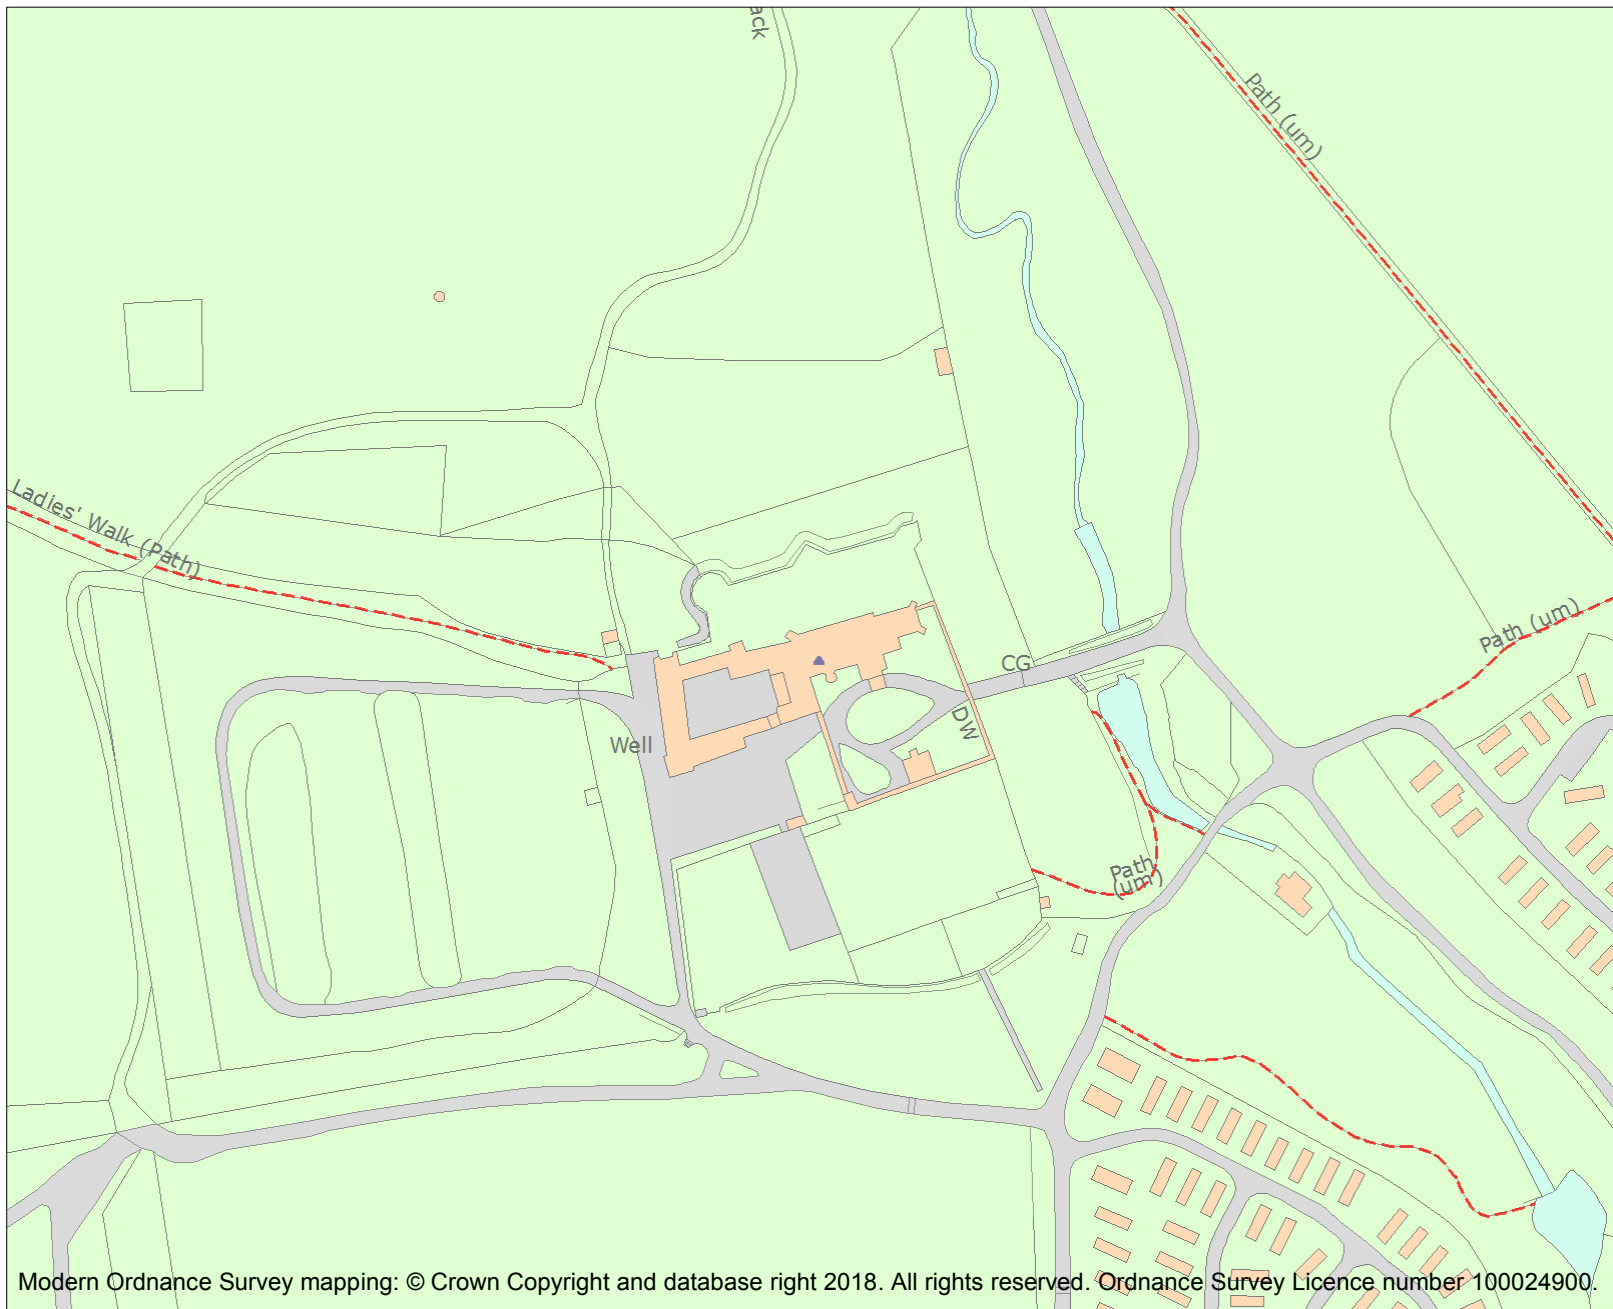 ack
Path (um)
Ladies' Walk (Path)
Path (um)
CG
DW
Well
Path
(um)
Modern Ordnance Survey mapping: © Crown Copyright and database right 2018. All rights reserved. Ordnance Survey Licence number 100024900.